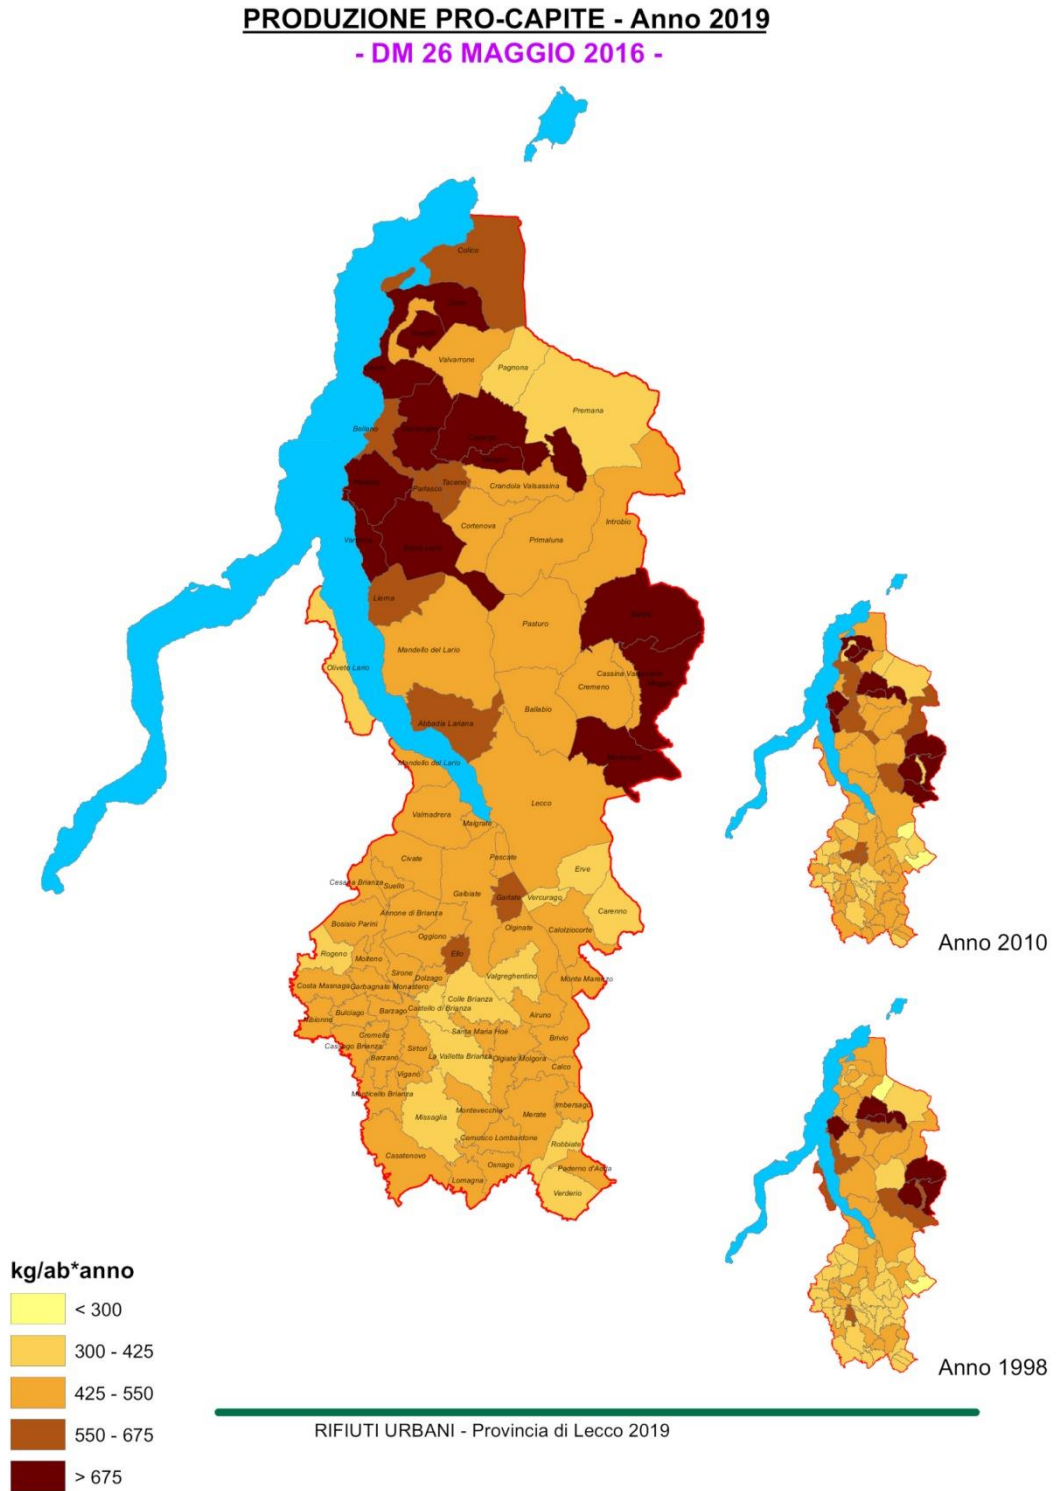 PRODUZIONE PRO-CAPITE - Anno 2019
- DM 26 MAGGIO 2016 -
Colico
Valvarrone
Pagnona
Premana
Bellano
Taceno
Parlasco
Crandola Valsassina
Cortenova
Introbio
Primaluna
Lierna
Pasturo
Mandello del Lario
Oliveto Lario
Cremeno
Ballabio
Abbadia Lariana
Mandello del Lario
Lecco
Valmadrera
Malgrate
Civate
Pescate
Erve
Cesana Brianza
Suello
Galbiate
Garlate
Vercurago
Carenno
Annone di Brianza
Bosisio Parini
Olginate
Calolziocorte
Oggiono
Rogeno
Molteno
Ello
Sirone
Dolzago
Valgreghentino
Monte Marenzo
Costa Masnaga
Garbagnate Monastero
Colle Brianza
Castello di Brianza
Bulciago
Barzago
Airuno
Cremella
Santa Maria Hoè
Brivio
Barzanò
Sirtori
La Valletta Brianza
Olgiate Molgora
Calco
Viganò
Monticello Brianza
Missaglia
Montevecchia
Merate
Imbersago
Cernusco Lombardone
Robbiate
Casatenovo
Osnago
Paderno d'Adda
Lomagna
Verderio
Anno 2010
Anno 1998
kg/ab*anno
< 300
300 - 425
425 - 550
550 - 675
> 675
RIFIUTI URBANI - Provincia di Lecco 2019